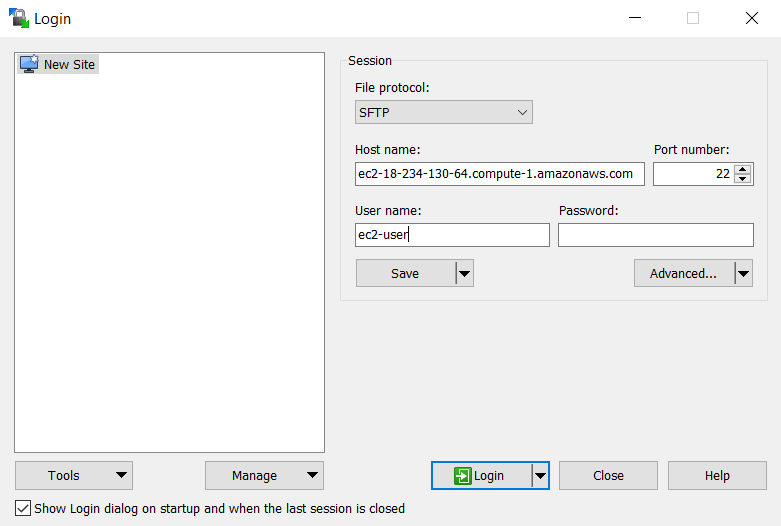 Login
New Site
Session
File protocol:
SFTP
Host name:
Port number:
ec2-18-234-130-64.compute-1.amazonaws.com
22
User name:
Password:
ec2-user
Save
Advanced...
Tools
Manage
Login
Close
Help
Show Login dialog on startup and when the last session is closed